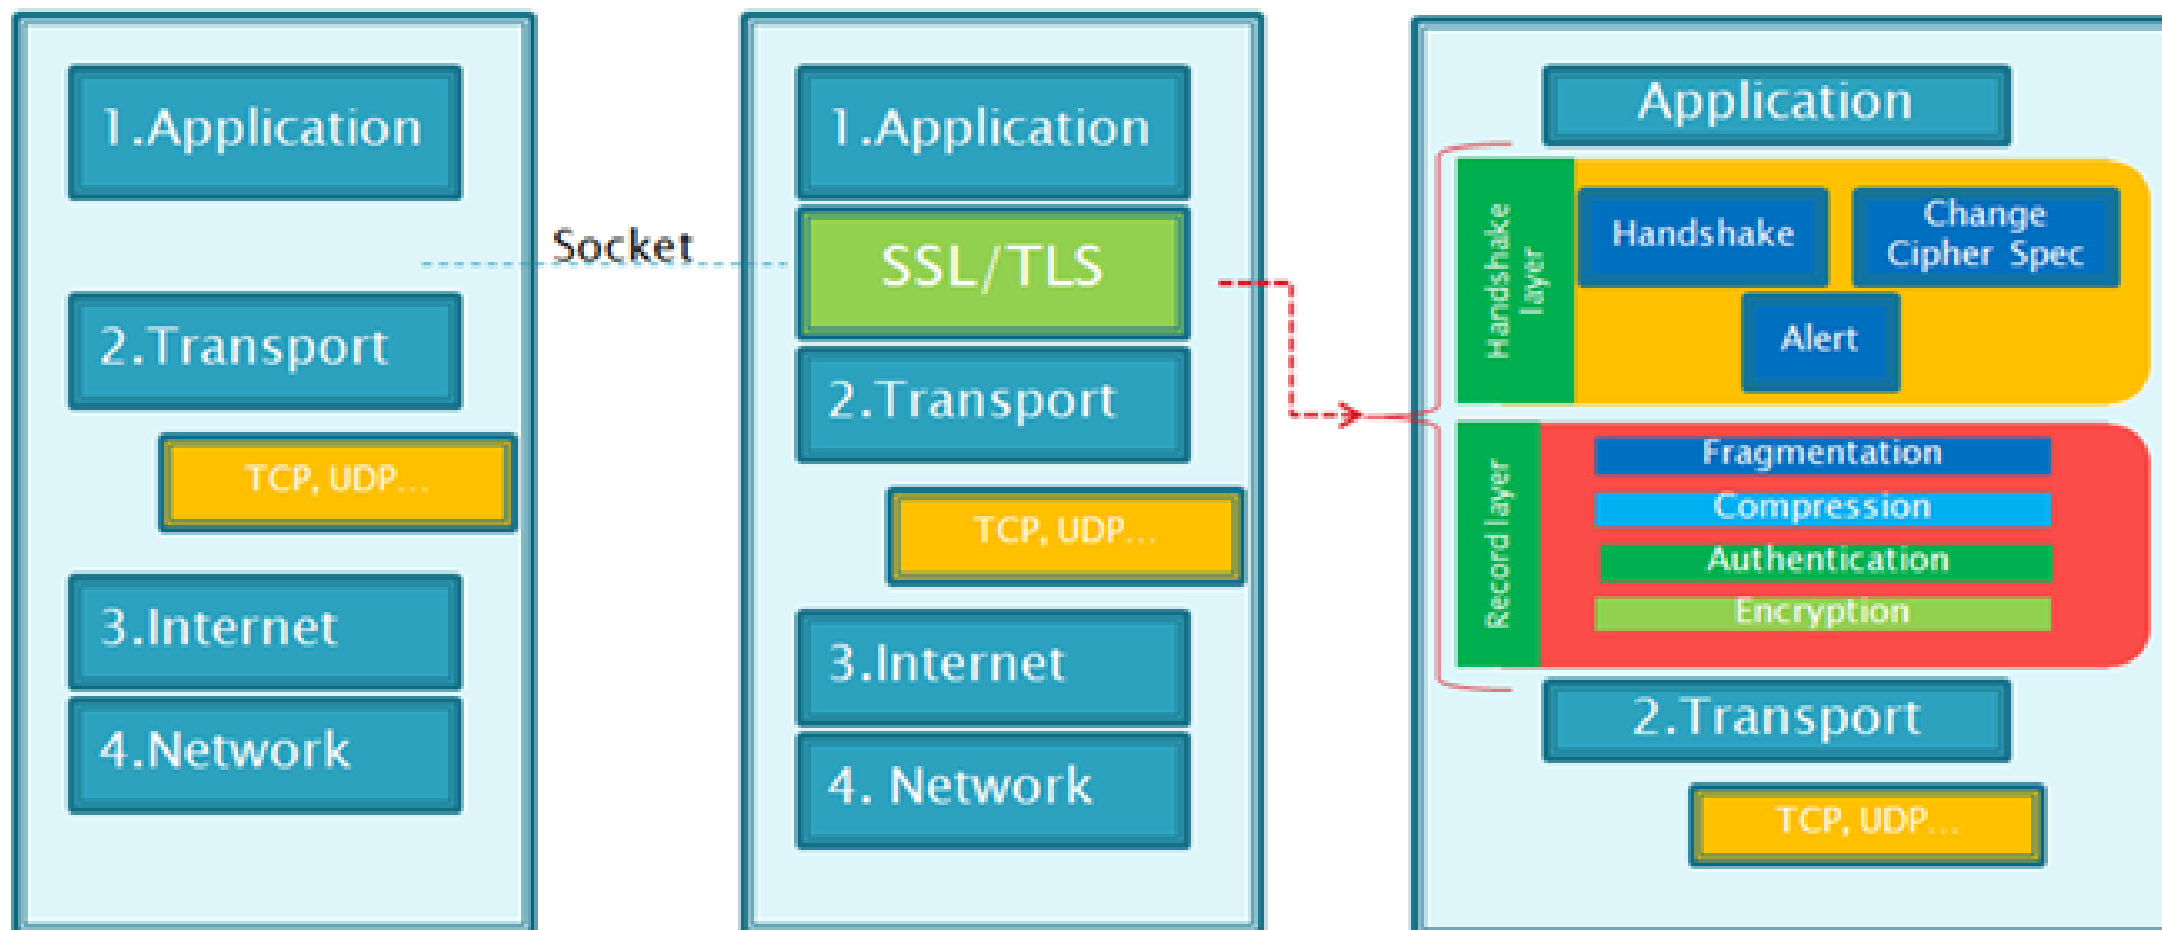 1.Application
2.Transport
TCP, UDP...
3.Internet
4.Network
Socket
1.Application
SSL/TLS
2.Transport
TCP, UDP...
3.Internet
4. Network
Application
Handshake
layer
Handshake
Change
Cipher Spec
Alert
Record layer
Fragmentation
Compression
Authentication
Encryption
2.Transport
TCP, UDP...